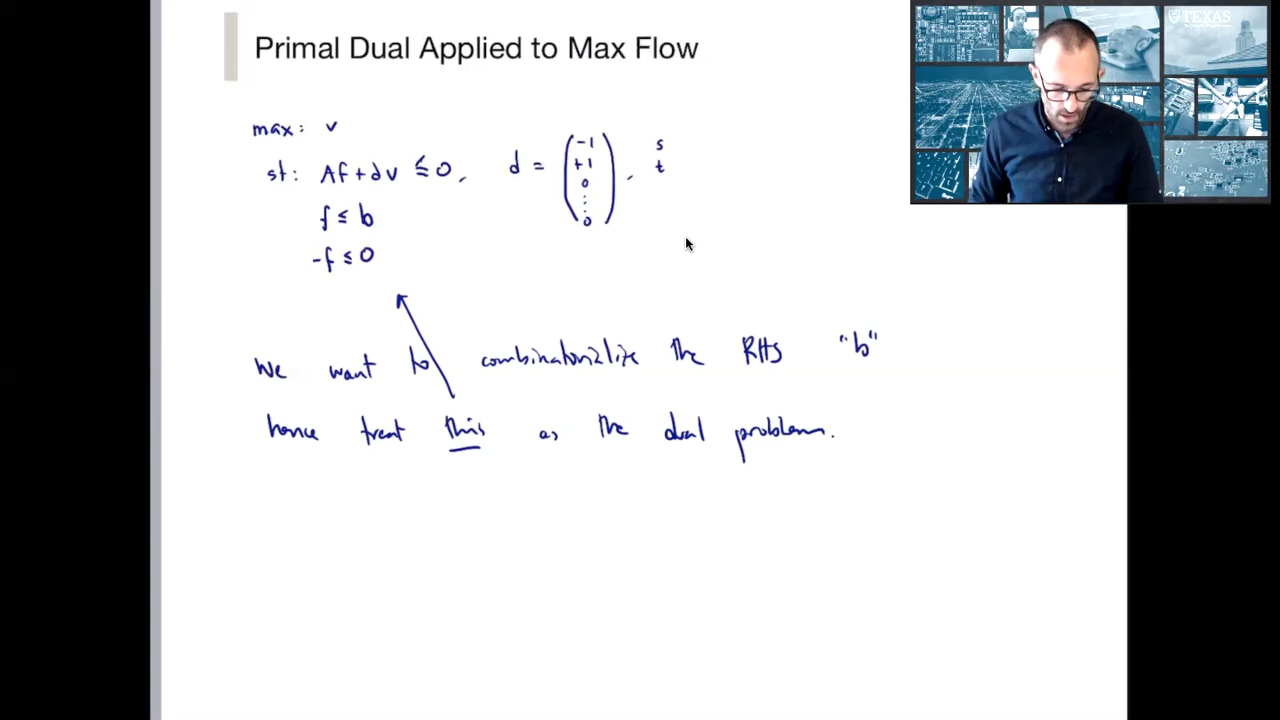 Primal Dual Applied to Max Flow
TEXAS
max: v
st: Af + dv ≤ 0, d = (-1 +1 0 ⋮ 0), s t
f ≤ b
-f ≤ 0
We want to combinatorialize the RHS "b"
hence treat this as the dual problem.